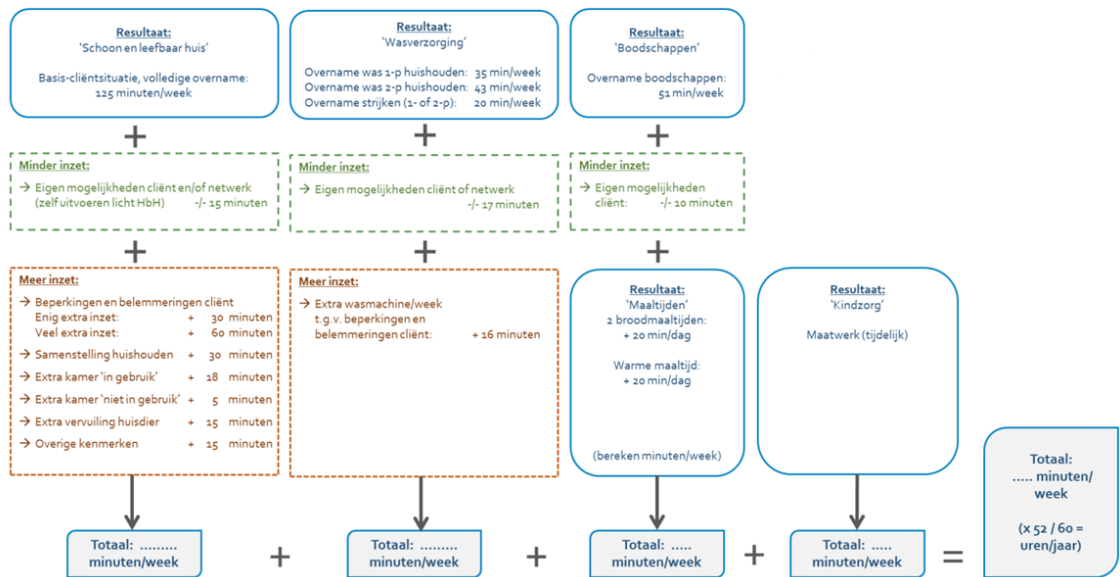 Resultaat:
'Schoon en leefbaar huis'
Basis-cliëntsituatie, volledige overname:
125 minuten/week
Resultaat:
'Wasverzorging'
Overname was 1-p huishouden: 35 min/week
Overname was 2-p huishouden: 43 min/week
Overname strijken (1- of 2-p): 20 min/week
Resultaat:
'Boodschappen'
Overname boodschappen:
51 min/week
+
+
+
Minder inzet:
→ Eigen mogelijkheden cliënt en/of netwerk
(zelf uitvoeren licht HbH) -/- 15 minuten
Minder inzet:
→ Eigen mogelijkheden cliënt of netwerk
-/- 17 minuten
Minder inzet:
→ Eigen mogelijkheden
cliënt: -/- 10 minuten
+
+
+
Meer inzet:
→ Beperkingen en belemmeringen cliënt
Enig extra inzet: + 30 minuten
Veel extra inzet: + 60 minuten
→ Samenstelling huishouden + 30 minuten
→ Extra kamer 'in gebruik' + 18 minuten
→ Extra kamer 'niet in gebruik' + 5 minuten
→ Extra vervuiling huisdier + 15 minuten
→ Overige kenmerken + 15 minuten
Meer inzet:
→ Extra wasmachine/week
t.g.v. beperkingen en
belemmeringen cliënt: + 16 minuten
Resultaat:
'Maaltijden'
2 broodmaaltijden:
+ 20 min/dag
Warme maaltijd:
+ 20 min/dag
(bereken minuten/week)
Resultaat:
'Kindzorg'
Maatwerk (tijdelijk)
Totaal: .........
minuten/week
+
Totaal: .........
minuten/week
+
Totaal: .....
minuten/week
+
Totaal: .....
minuten/week
=
Totaal:
..... minuten/
week
(x 52 / 60 =
uren/jaar)